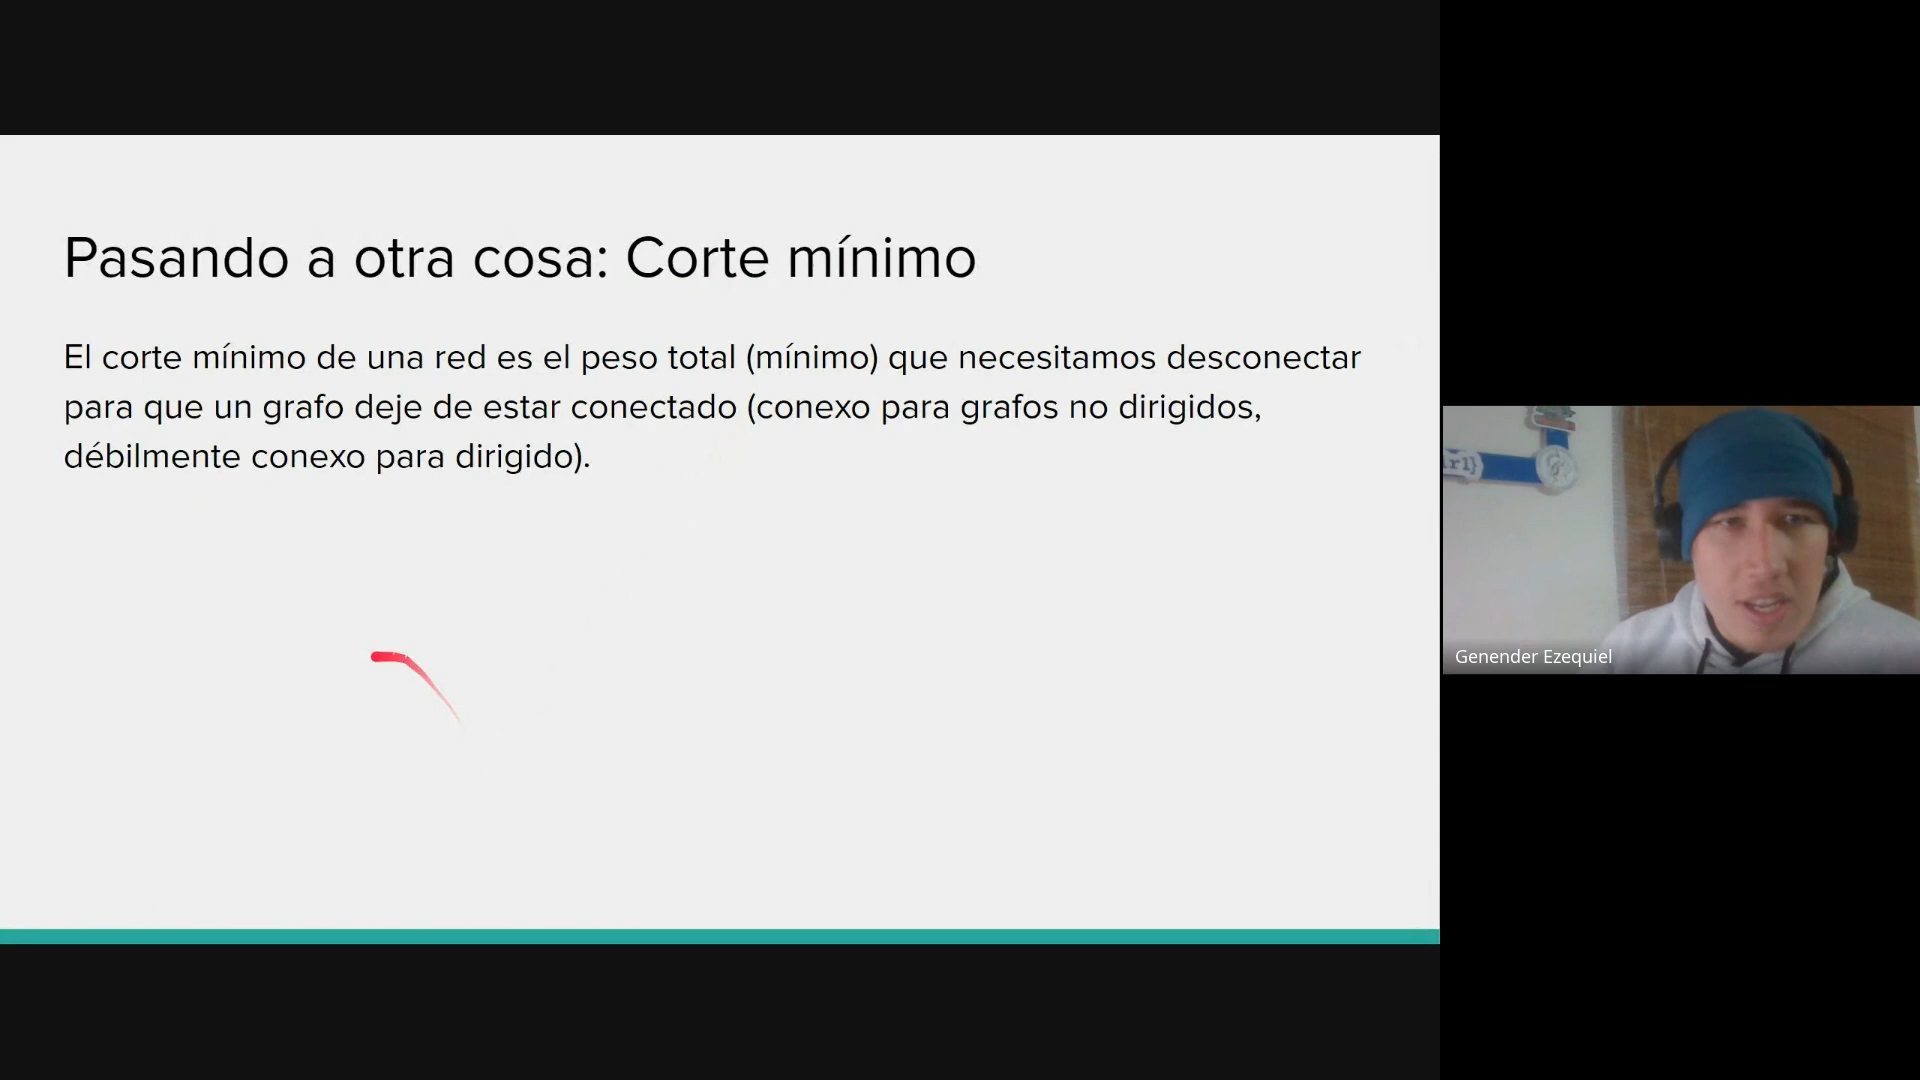 Pasando a otra cosa: Corte mínimo
El corte mínimo de una red es el peso total (mínimo) que necesitamos desconectar
para que un grafo deje de estar conectado (conexo para grafos no dirigidos,
débilmente conexo para dirigido).
Genender Ezequiel